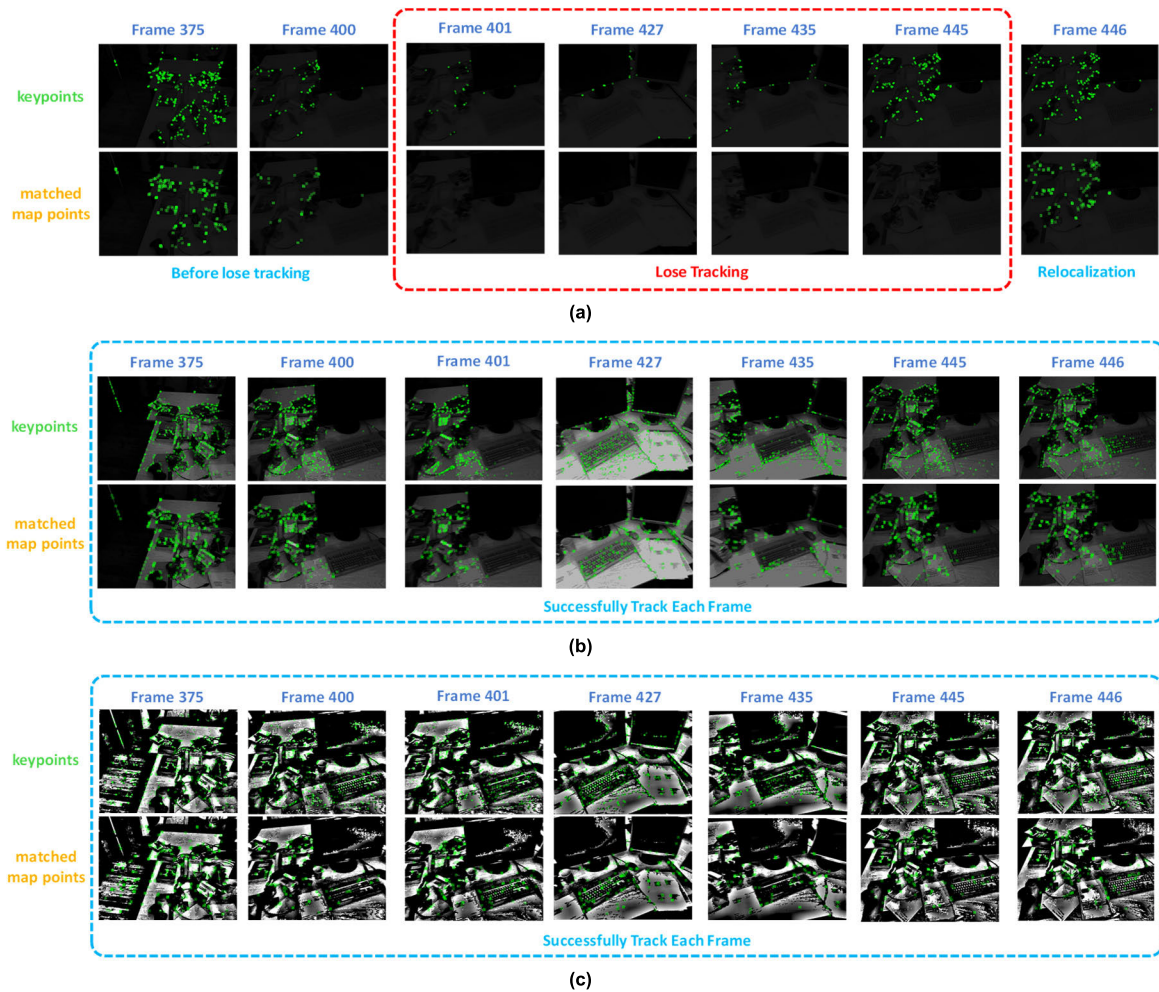 Frame 375 Frame 400 Frame 401 Frame 427 Frame 435 Frame 445 Frame 446
keypoints
matched
map points
Before lose tracking Lose Tracking Relocalization
(a)
Frame 375 Frame 400 Frame 401 Frame 427 Frame 435 Frame 445 Frame 446
keypoints
matched
map points
Successfully Track Each Frame
(b)
Frame 375 Frame 400 Frame 401 Frame 427 Frame 435 Frame 445 Frame 446
keypoints
matched
map points
Successfully Track Each Frame
(c)